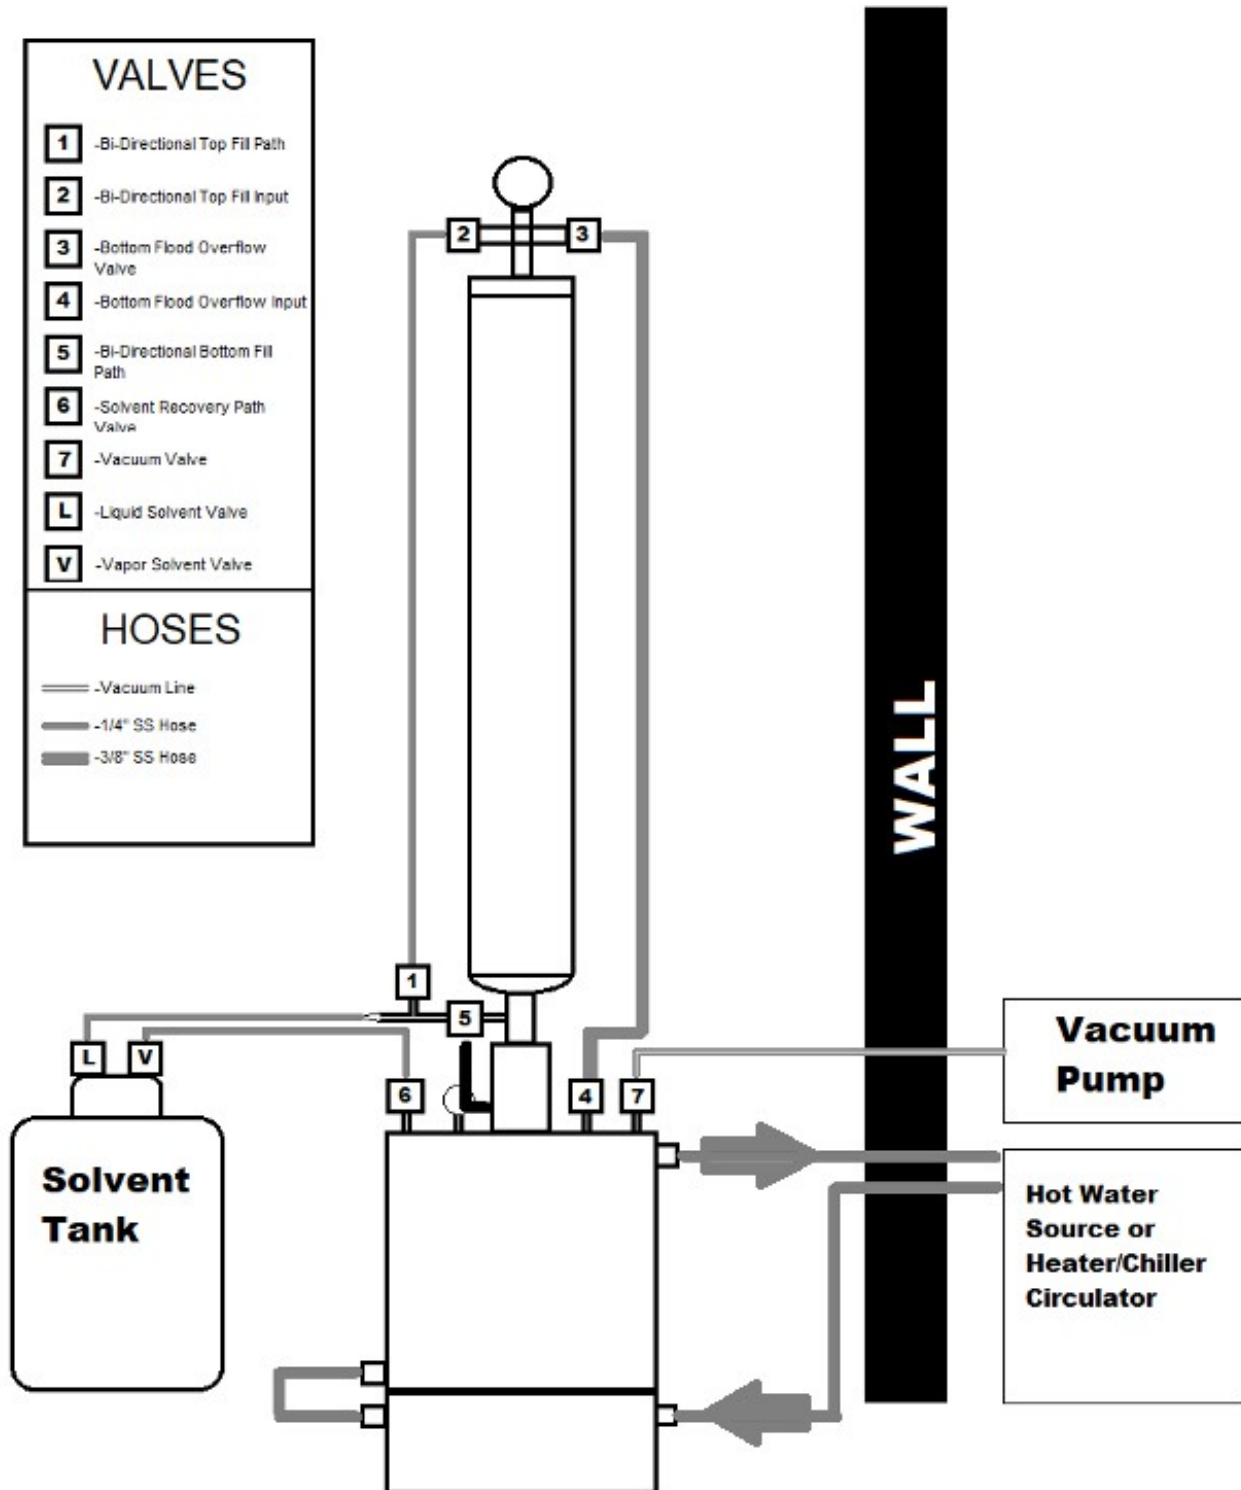 VALVES
1 -Bi-Directional Top Fill Path
2 -Bi-Directional Top Fill Input
3 -Bottom Flood Overflow
Valve
4 -Bottom Flood Overflow Input
5 -Bi-Directional Bottom Fill
Path
6 -Solvent Recovery Path
Valve
7 -Vacuum Valve
L -Liquid Solvent Valve
V -Vapor Solvent Valve
HOSES
-Vacuum Line
-1/4" SS Hose
-3/8" SS Hose
2 3
WALL
1
5
L V
6 4 7
Vacuum
Pump
Solvent
Tank
Hot Water
Source or
Heater/Chiller
Circulator